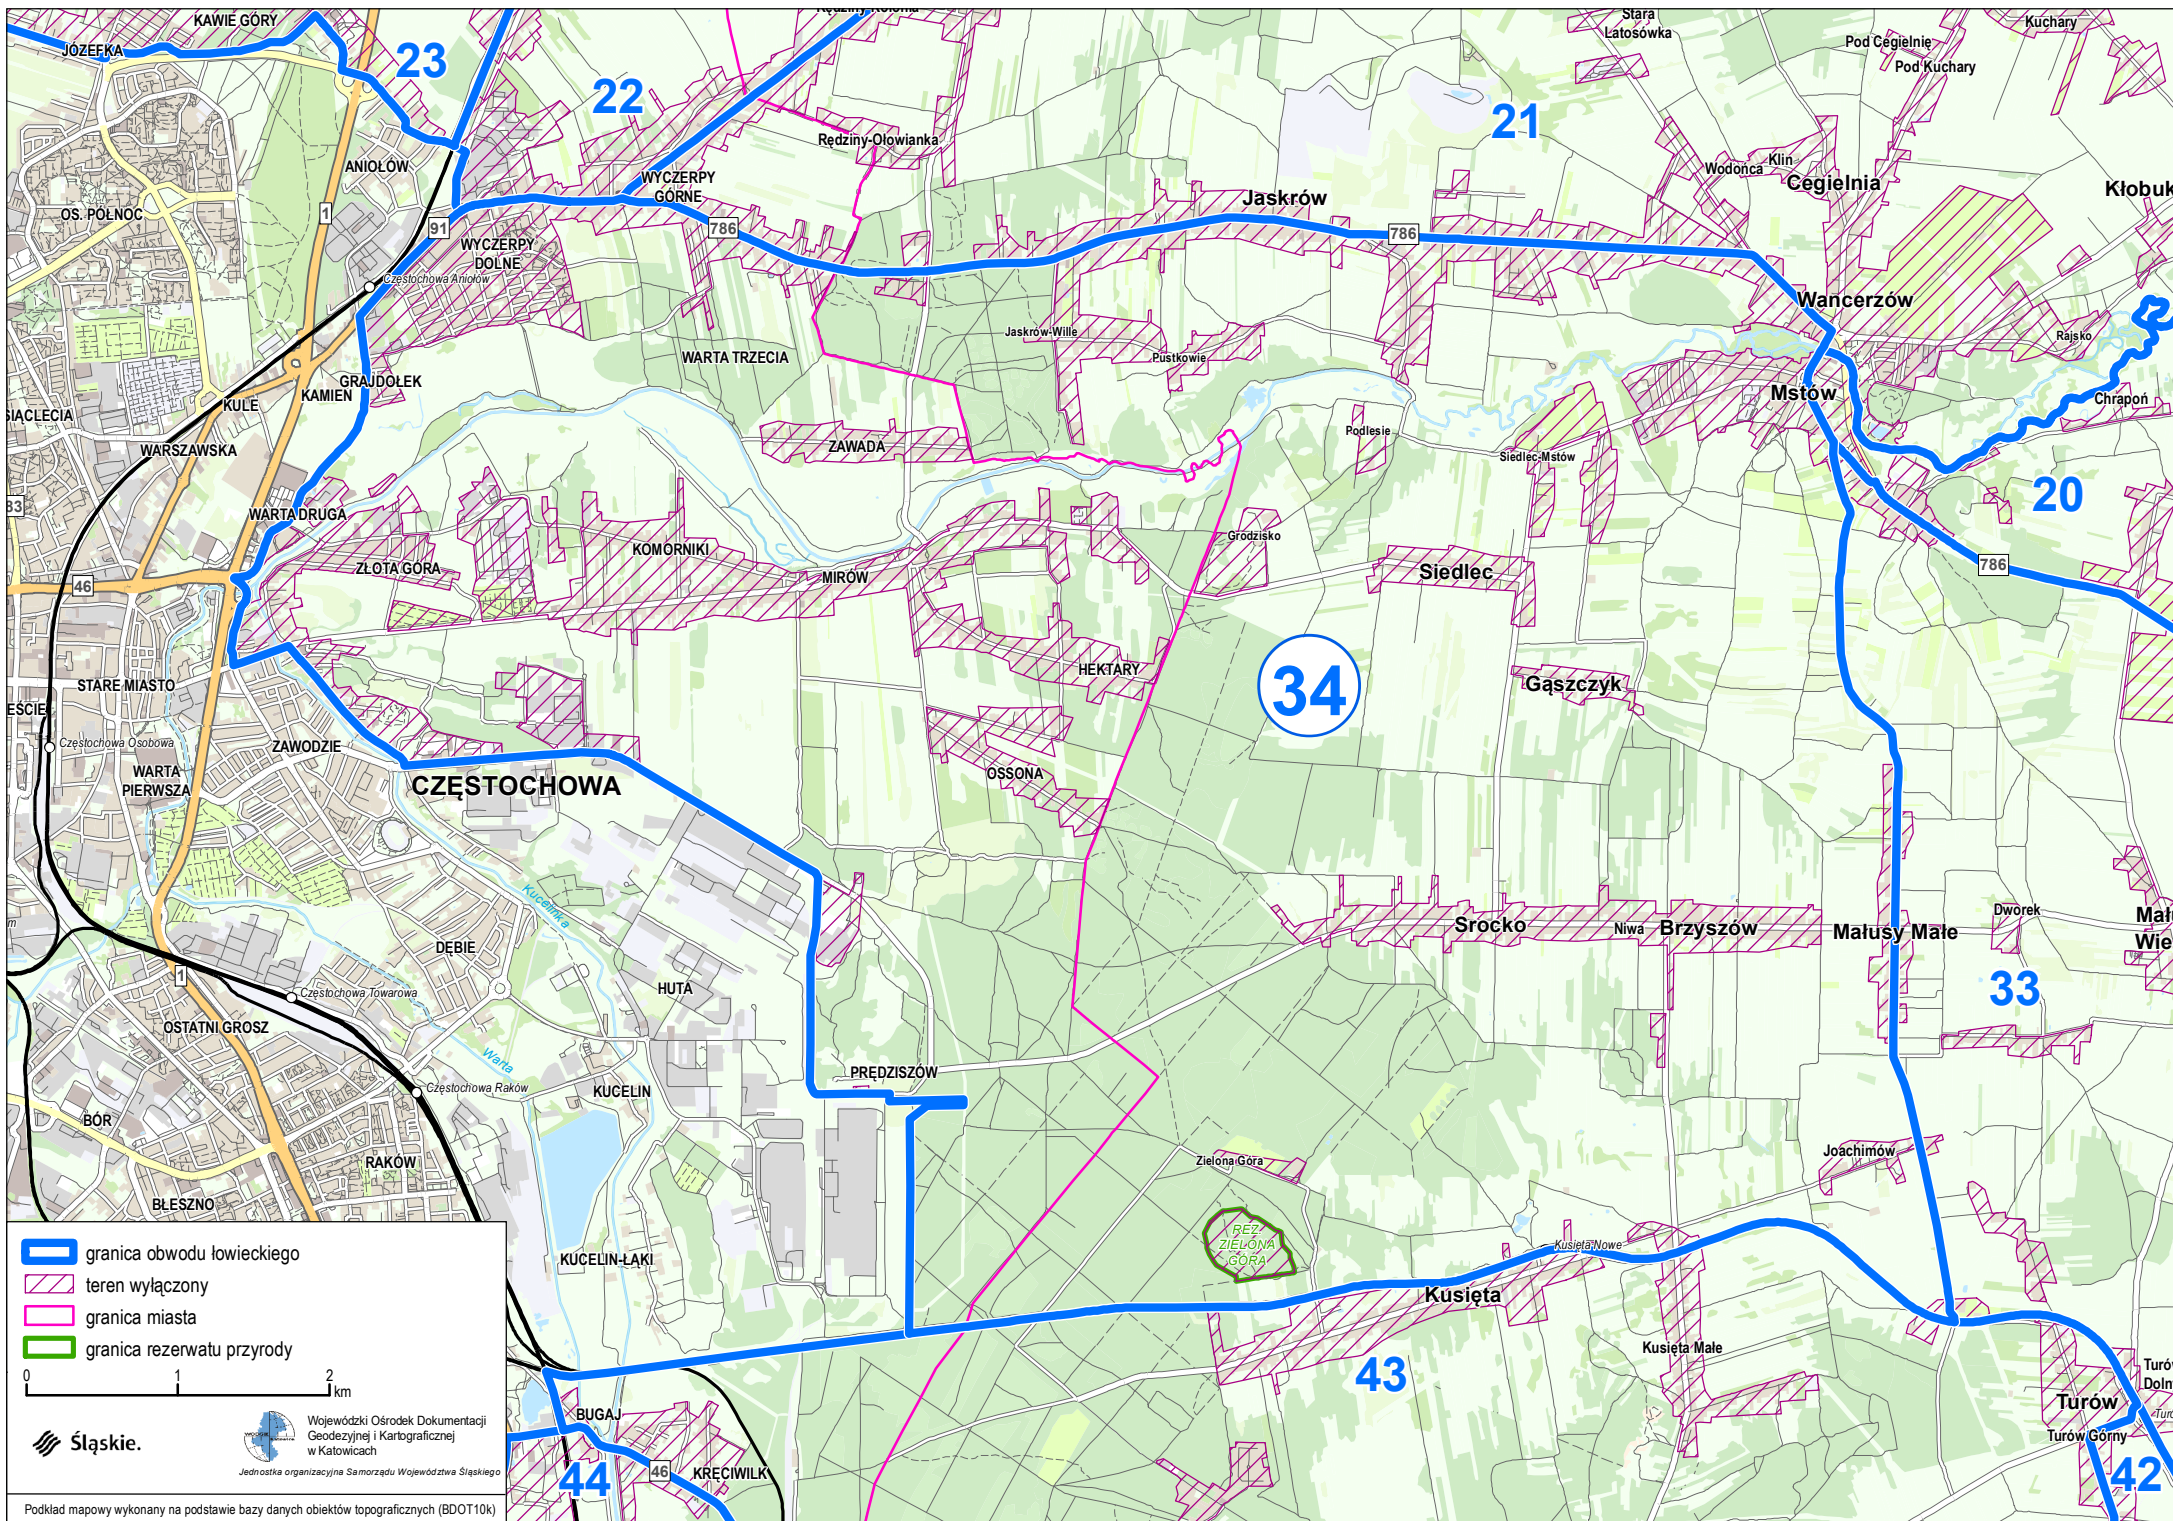 KAWIE GÓRY
JÓZEFKA
23
22
21
Stara
Latosówka
Kuchary
Pod Cegielnię
Pod Kuchary
Rędziny-Ołowianka
ANIOŁÓW
WYCZERPY
GÓRNE
Wodońca
Klin
Cegielnia
Jaskrów
OS. PÓŁNOC
1
91
786
786
WYCZERPY
DOLNE
Częstochowa Aniołów
Wancerzów
Rajsko
Jaskrów-Wille
Pustkowie
WARTA TRZECIA
GRAJDOŁEK
KAMIEN
KULE
Mstów
Chrapoń
WARSZAWSKA
ZAWADA
Podlesie
Siedlec-Mstów
20
WARTA DRUGA
KOMORNIKI
Grodzisko
ZŁOTA GÓRA
MIRÓW
Siedlec
786
46
34
HEKTARY
Gąszczyk
STARE MIASTO
Częstochowa Osobowa
ZAWODZIE
WARTA
PIERWSZA
CZĘSTOCHOWA
OSSONA
Kucelinka
DĘBIE
Srocko
Niwa
Brzyszów
Małusy Małe
Dworek
1
Częstochowa Towarowa
HUTA
33
OSTATNI GROSZ
Warta
Częstochowa Raków
KUCELIN
PRĘDZISZÓW
BÓR
RAKÓW
Zielona Góra
Joachimów
BŁESZNO
REZ.
ZIELONA
GÓRA
KUCELIN-ŁĄKI
Kusięta-Nowe
Kusięta
43
Kusięta Małe
Turów
Turów Górny
42
BUGAJ
44
46
KRĘCIWILK
granica obwodu łowieckiego
teren wyłączony
granica miasta
granica rezerwatu przyrody
0 1 2
km
Śląskie.
WODGiK
Wojewódzki Ośrodek Dokumentacji
Geodezyjnej i Kartograficznej
w Katowicach
Jednostka organizacyjna Samorządu Województwa Śląskiego
Podkład mapowy wykonany na podstawie bazy danych obiektów topograficznych (BDOT10k)